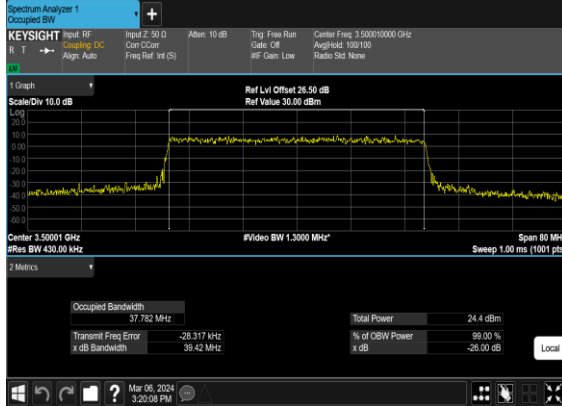 Spectrum Analyzer 1
Occupied BW
+
KEYSIGHT Input: RF Input Z: 50 Ω Atten: 10 dB Trig: Free Run Center Freq: 3.500010000 GHz
R T Coupling: DC Corr CCorr Gate: Off Avg|Hold: 100/100
Align: Auto Freq Ref: Int (S) #IF Gain: Low Radio Std: None
1 Graph
Ref Lvl Offset 26.50 dB
Scale/Div 10.0 dB Ref Value 30.00 dBm
Log
20.0
10.0
0.00
-10.0
-20.0
-30.0
-40.0
-50.0
-60.0
Center 3.50001 GHz #Video BW 1.3000 MHz* Span 80 MH
#Res BW 430.00 kHz Sweep 1.00 ms (1001 pts
2 Metrics
Occupied Bandwidth
37.782 MHz Total Power 24.4 dBm
Transmit Freq Error -28.317 kHz % of OBW Power 99.00 %
x dB Bandwidth 39.42 MHz x dB -26.00 dB
Local
? Mar 06, 2024
3:20:08 PM